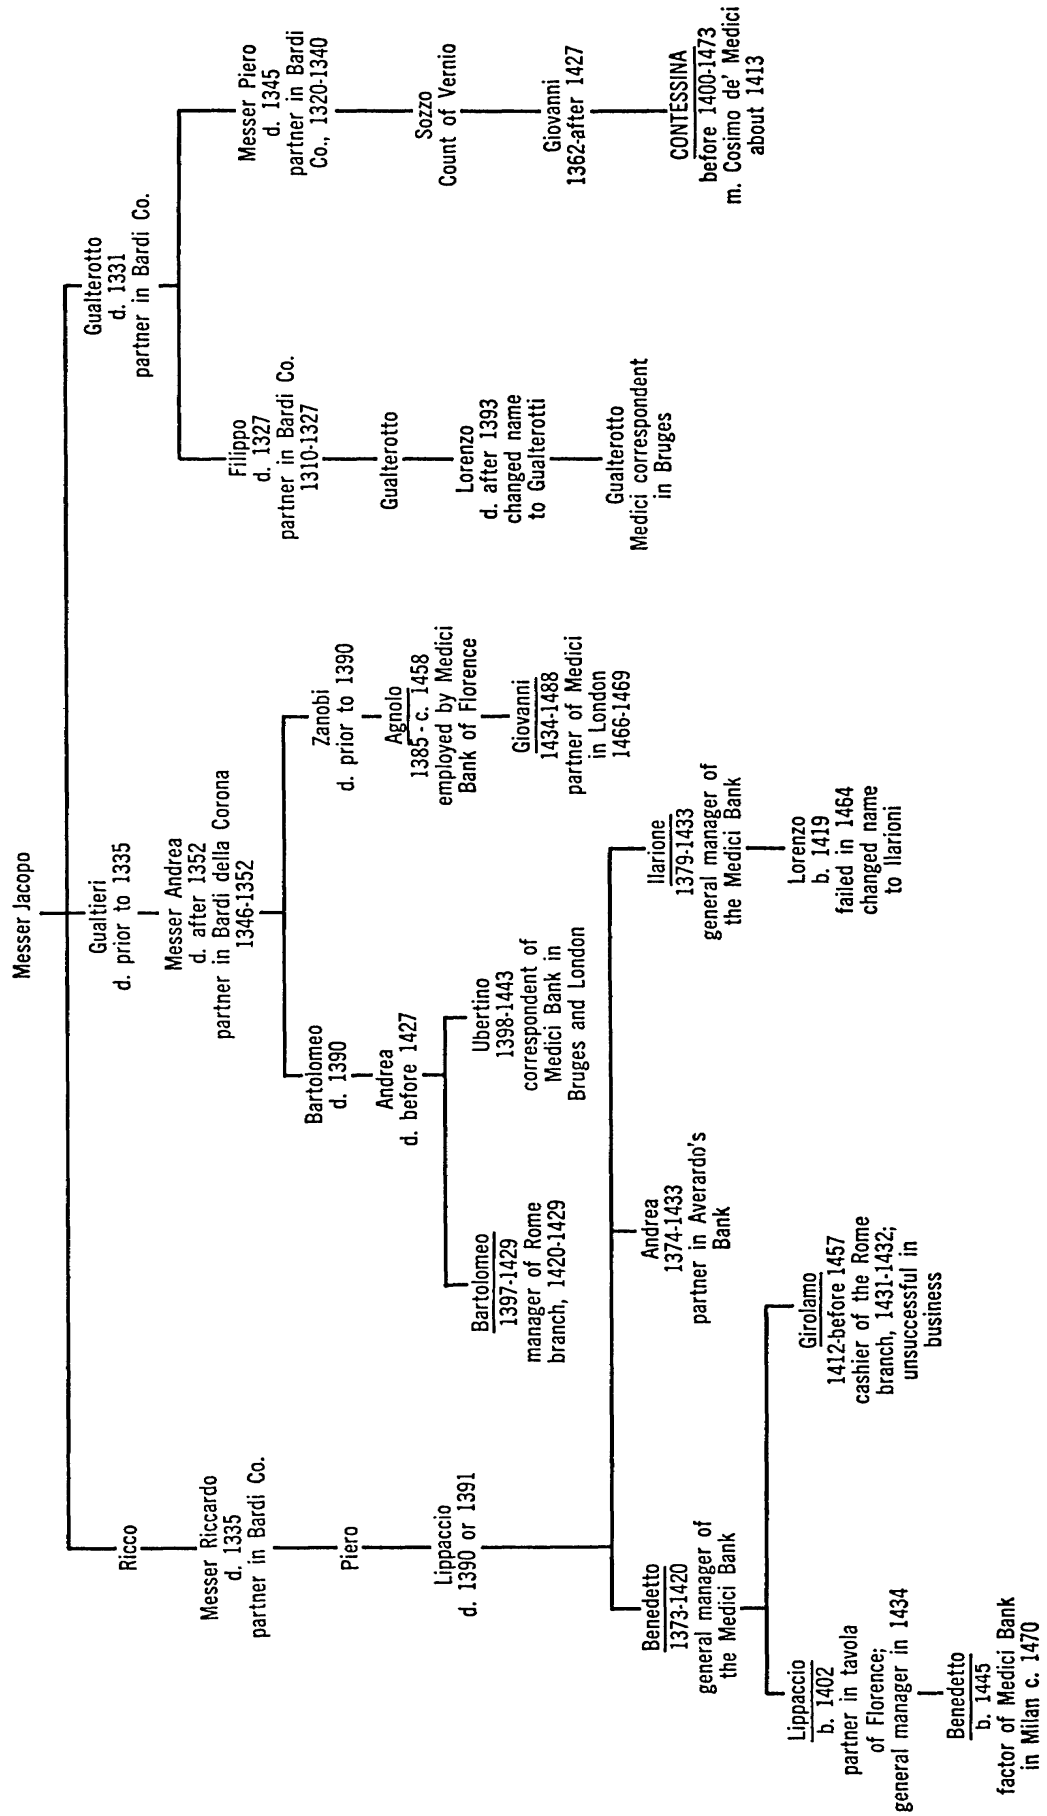 Messer Jacopo
Ricco
Messer Riccardo
d. 1335
partner in Bardi Co.
Piero
Lippaccio
d. 1390 or 1391
Benedetto
1373-1420
general manager of
the Medici Bank
Lippaccio
b. 1402
partner in tavola
of Florence;
general manager in 1434
Benedetto
b. 1445
factor of Medici Bank
in Milan c. 1470
Girolamo
1412-before 1457
cashier of the Rome
branch, 1431-1432;
unsuccessful in
business
Andrea
1374-1433
partner in Averardo's
Bank
Ilarione
1379-1433
general manager of
the Medici Bank
Lorenzo
b. 1419
failed in 1464
changed name
to Ilarioni
Gualtieri
d. prior to 1335
Messer Andrea
d. after 1352
partner in Bardi della Corona
1346-1352
Bartolomeo
d. 1390
Andrea
d. before 1427
Bartolomeo
1397-1429
manager of Rome
branch, 1420-1429
Ubertino
1398-1443
correspondent of
Medici Bank in
Bruges and London
Zanobi
d. prior to 1390
Agnolo
1385 - c. 1458
employed by Medici
Bank of Florence
Giovanni
1434-1488
partner of Medici
in London
1466-1469
Gualterotto
d. 1331
partner in Bardi Co.
Filippo
d. 1327
partner in Bardi Co.
1310-1327
Gualterotto
Lorenzo
d. after 1393
changed name
to Gualterotti
Gualterotto
Medici correspondent
in Bruges
Messer Piero
d. 1345
partner in Bardi
Co., 1320-1340
Sozzo
Count of Vernio
Giovanni
1362-after 1427
CONTESSINA
before 1400-1473
m. Cosimo de' Medici
about 1413